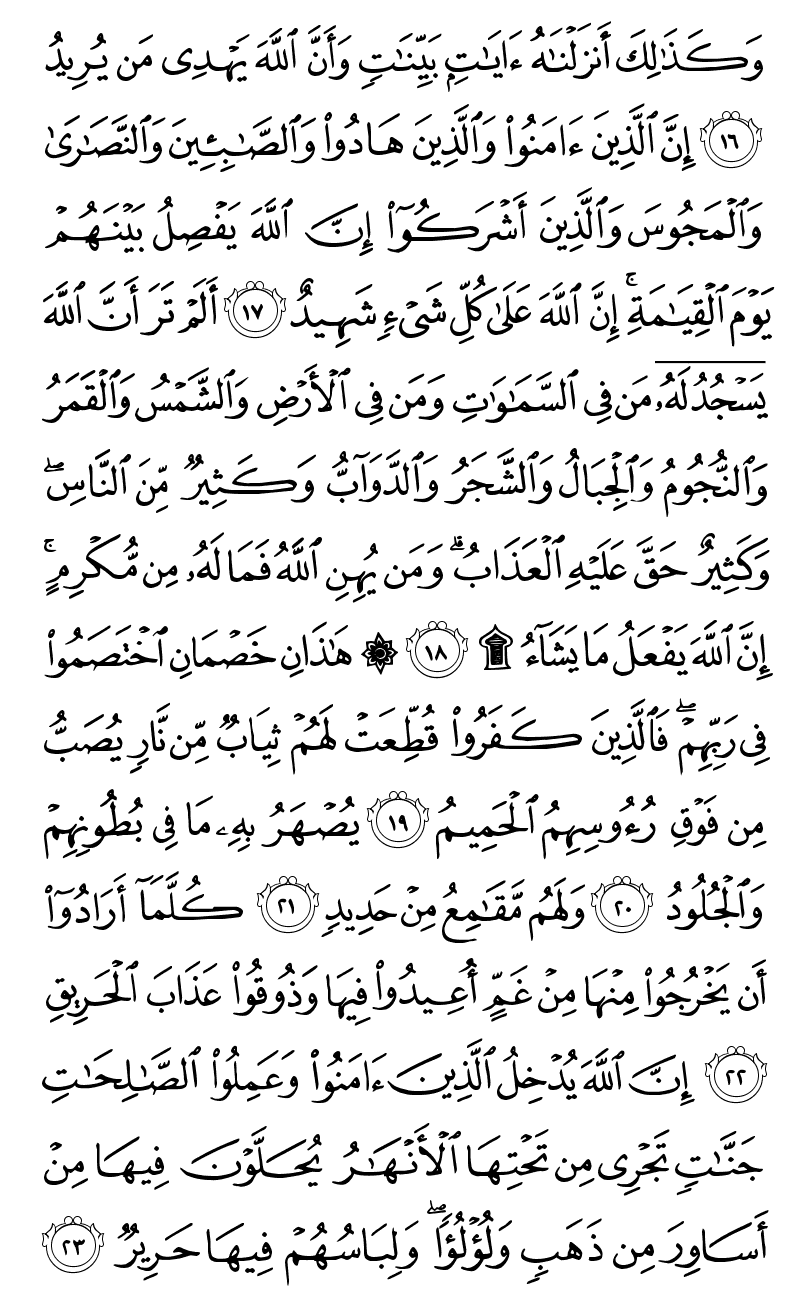 وَكَذَٰلِكَ أَنزَلْنَٰهُ ءَايَٰتٍۭ بَيِّنَٰتٍ وَأَنَّ ٱللَّهَ يَهْدِى مَن يُرِيدُ
١٦ إِنَّ ٱلَّذِينَ ءَامَنُوا۟ وَٱلَّذِينَ هَادُوا۟ وَٱلصَّٰبِـِٔينَ وَٱلنَّصَٰرَىٰ
وَٱلْمَجُوسَ وَٱلَّذِينَ أَشْرَكُوٓا۟ إِنَّ ٱللَّهَ يَفْصِلُ بَيْنَهُمْ
يَوْمَ ٱلْقِيَٰمَةِ ۚ إِنَّ ٱللَّهَ عَلَىٰ كُلِّ شَىْءٍ شَهِيدٌ ١٧ أَلَمْ تَرَ أَنَّ ٱللَّهَ
يَسْجُدُ لَهُۥ مَن فِى ٱلسَّمَٰوَٰتِ وَمَن فِى ٱلْأَرْضِ وَٱلشَّمْسُ وَٱلْقَمَرُ
وَٱلنُّجُومُ وَٱلْجِبَالُ وَٱلشَّجَرُ وَٱلدَّوَآبُّ وَكَثِيرٌ مِّنَ ٱلنَّاسِ ۖ
وَكَثِيرٌ حَقَّ عَلَيْهِ ٱلْعَذَابُ ۗ وَمَن يُهِنِ ٱللَّهُ فَمَا لَهُۥ مِن مُّكْرِمٍ ۚ
إِنَّ ٱللَّهَ يَفْعَلُ مَا يَشَآءُ ۩ ١٨ ۞ هَٰذَانِ خَصْمَانِ ٱخْتَصَمُوا۟
فِى رَبِّهِمْ ۖ فَٱلَّذِينَ كَفَرُوا۟ قُطِّعَتْ لَهُمْ ثِيَابٌ مِّن نَّارٍ يُصَبُّ
مِن فَوْقِ رُءُوسِهِمُ ٱلْحَمِيمُ ١٩ يُصْهَرُ بِهِۦ مَا فِى بُطُونِهِمْ
وَٱلْجُلُودُ ٢٠ وَلَهُم مَّقَٰمِعُ مِنْ حَدِيدٍ ٢١ كُلَّمَآ أَرَادُوٓا۟
أَن يَخْرُجُوا۟ مِنْهَا مِنْ غَمٍّ أُعِيدُوا۟ فِيهَا وَذُوقُوا۟ عَذَابَ ٱلْحَرِيقِ
٢٢ إِنَّ ٱللَّهَ يُدْخِلُ ٱلَّذِينَ ءَامَنُوا۟ وَعَمِلُوا۟ ٱلصَّٰلِحَٰتِ
جَنَّٰتٍ تَجْرِى مِن تَحْتِهَا ٱلْأَنْهَٰرُ يُحَلَّوْنَ فِيهَا مِنْ
أَسَاوِرَ مِن ذَهَبٍ وَلُؤْلُؤًا ۖ وَلِبَاسُهُمْ فِيهَا حَرِيرٌ ٢٣